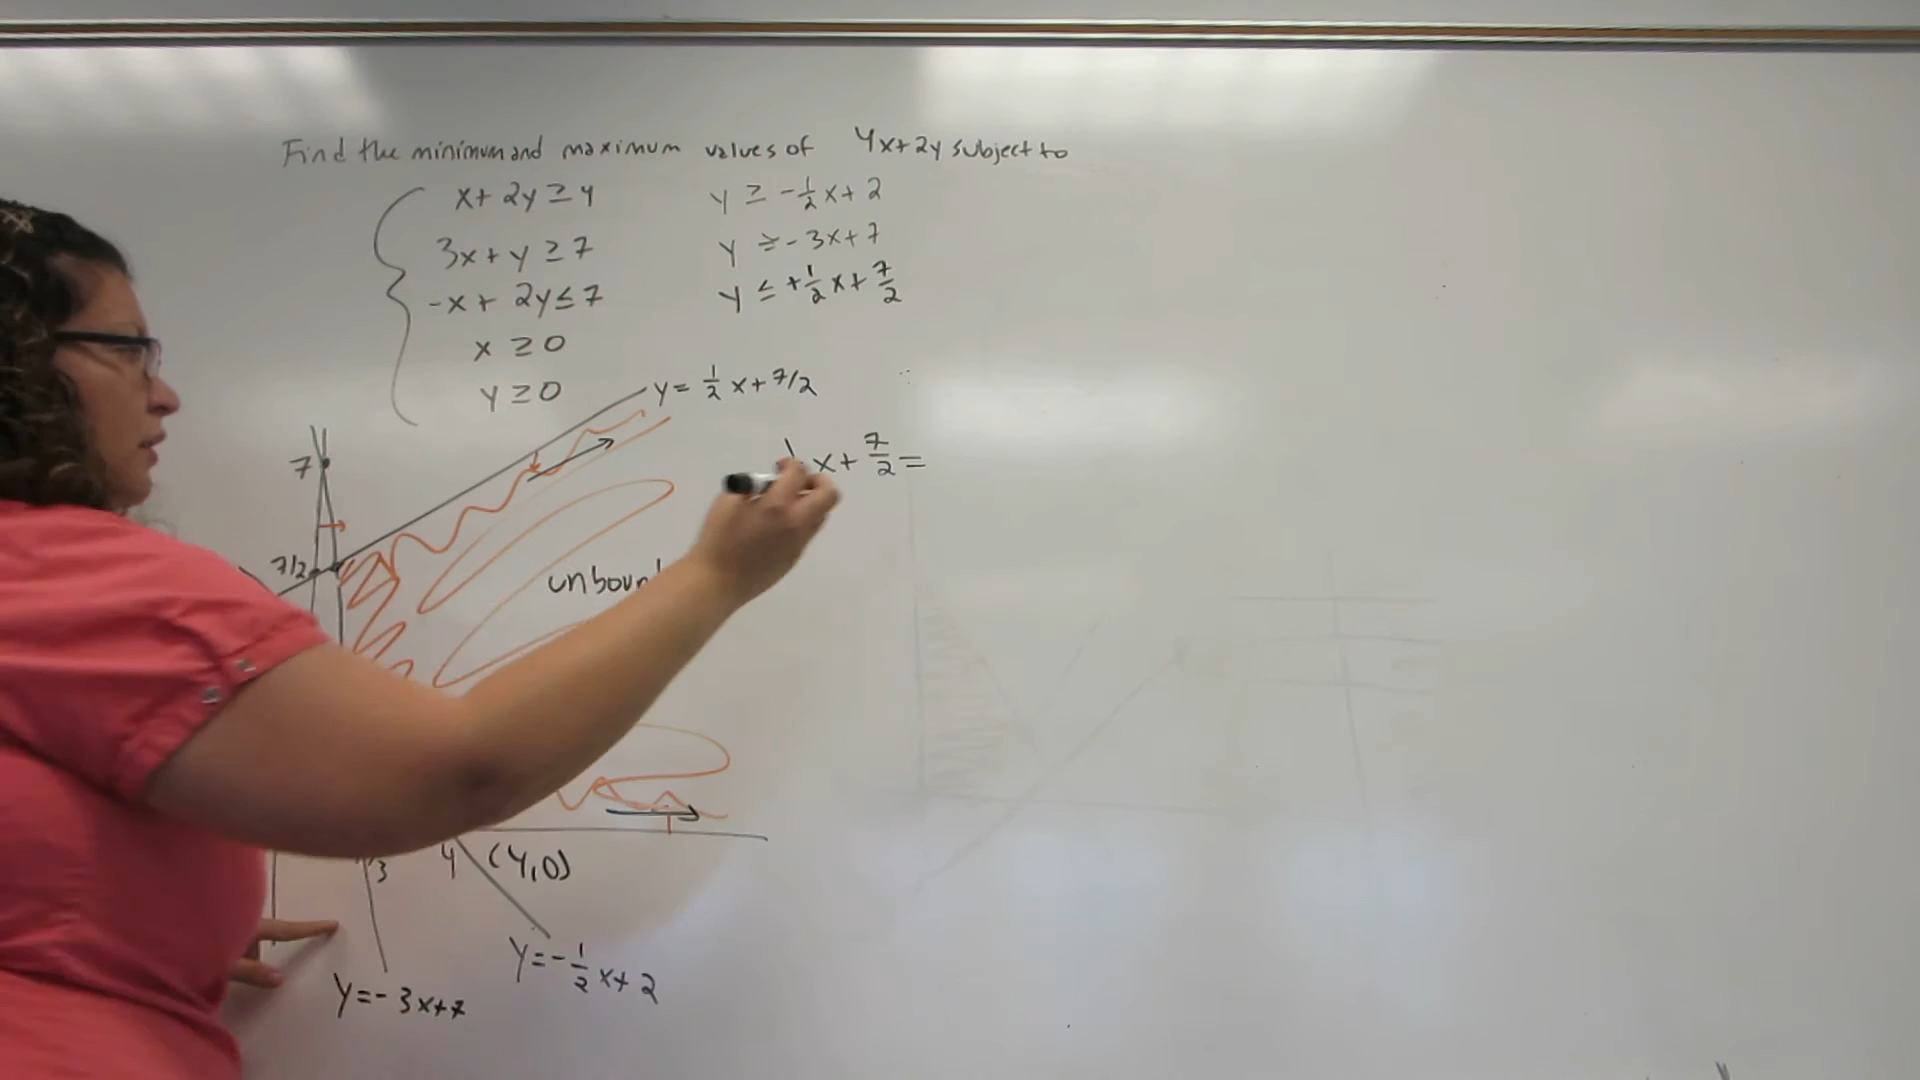 Find the minimum and maximum values of 4x+2y subject to
x+2y≥4
y ≥ -1/2x+2
3x+y≥7
y ≥ -3x+7
-x+2y≤7
y ≤ +1/2x+7/2
x ≥0
y≥0
y=1/2x+7/2
7
x+7/2=
7/2
3
4
(4,0)
y=-1/2x+2
y=-3x+7